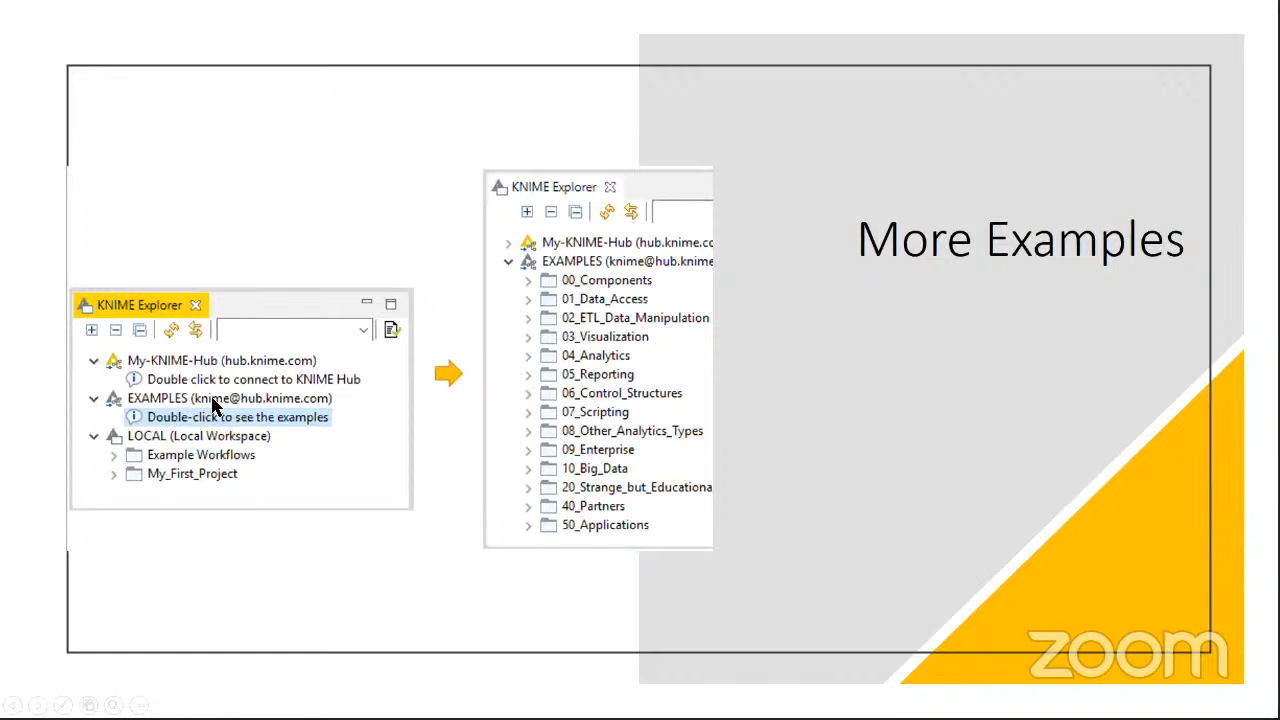 More Examples
KNIME Explorer
My-KNIME-Hub (hub.knime.com)
Double click to connect to KNIME Hub
EXAMPLES (knime@hub.knime.com)
Double-click to see the examples
LOCAL (Local Workspace)
Example Workflows
My_First_Project
KNIME Explorer
My-KNIME-Hub (hub.knime.co
EXAMPLES (knime@hub.knime
00_Components
01_Data_Access
02_ETL_Data_Manipulation
03_Visualization
04_Analytics
05_Reporting
06_Control_Structures
07_Scripting
08_Other_Analytics_Types
09_Enterprise
10_Big_Data
20_Strange_but_Educationa
40_Partners
50_Applications
zoom